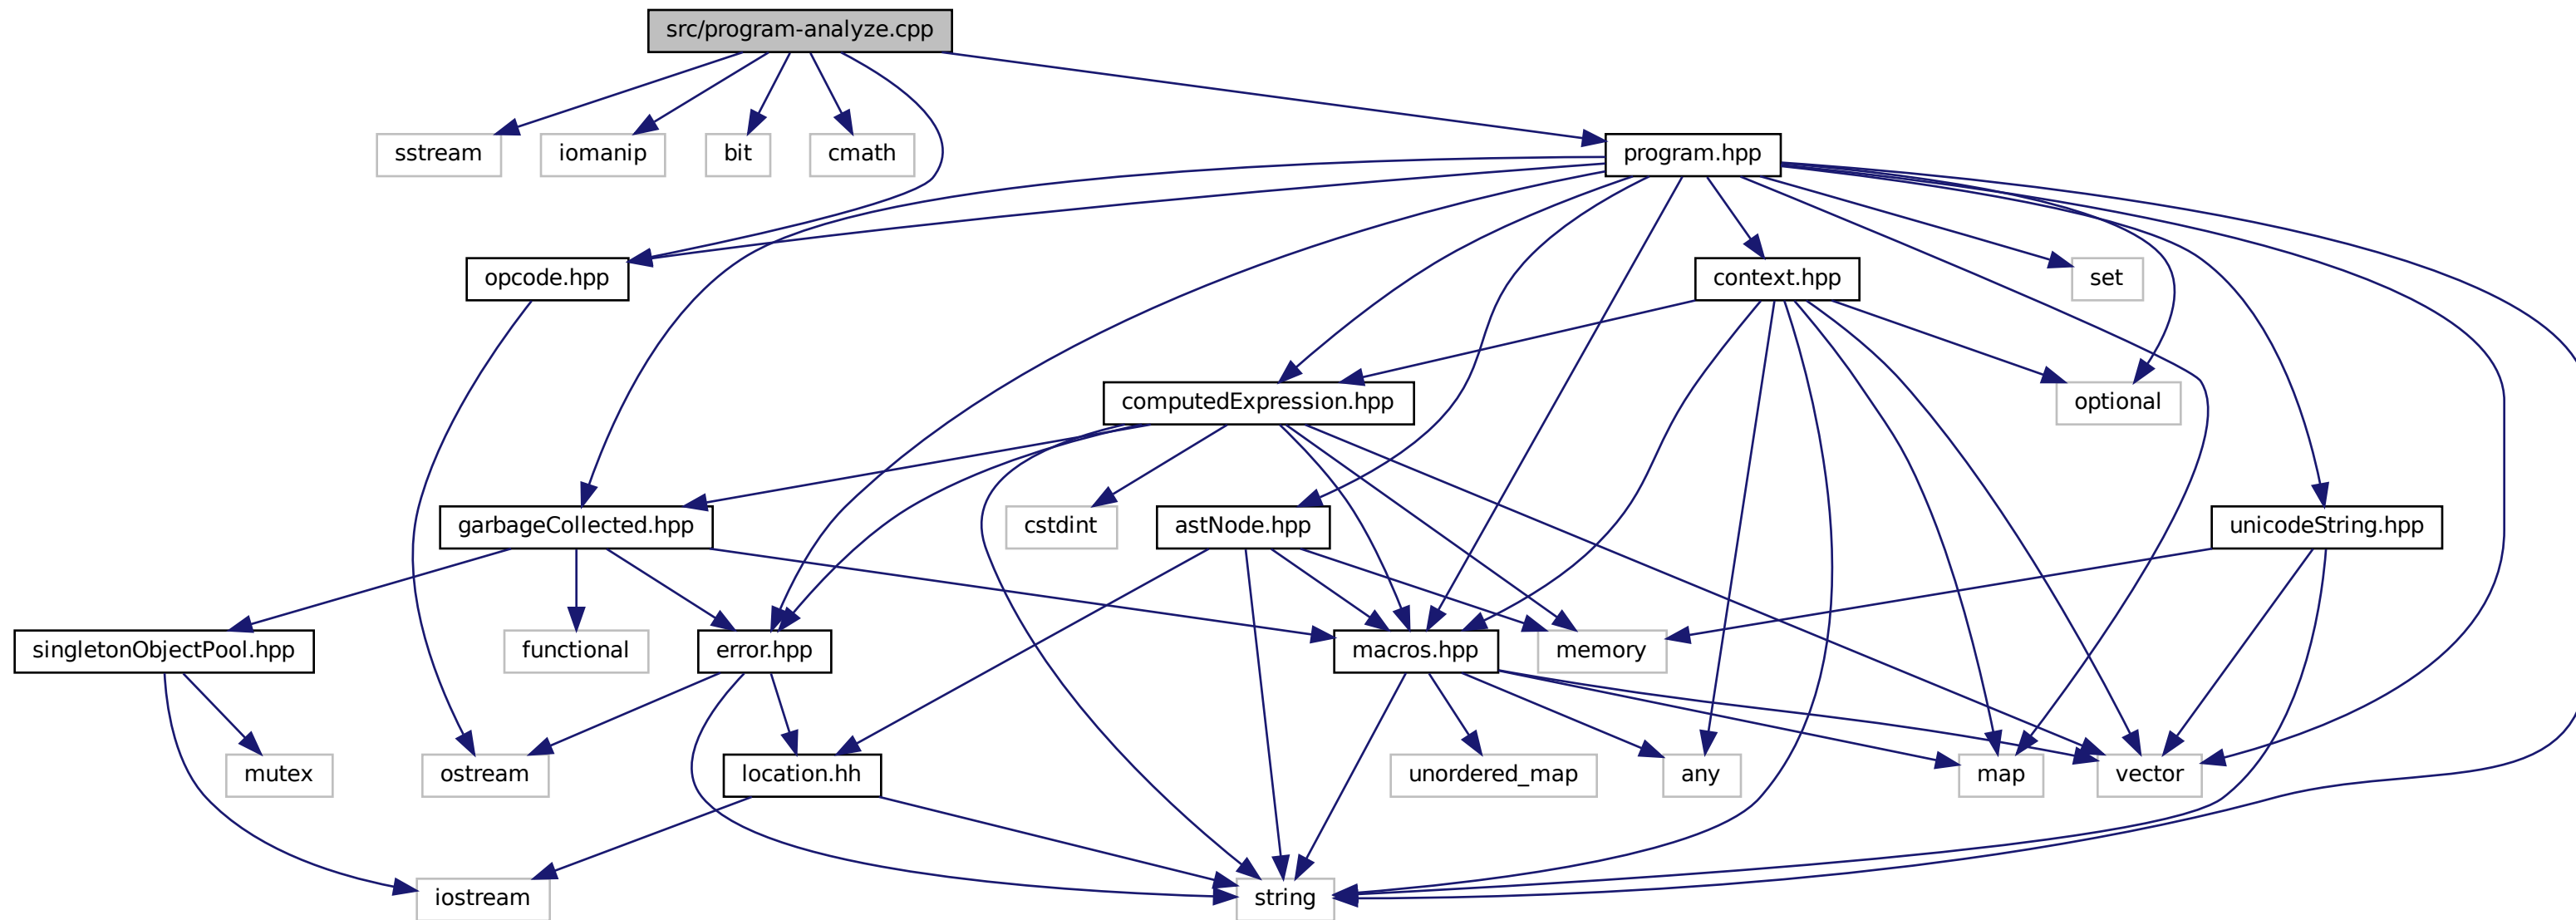 src/program-analyze.cpp
sstream
iomanip
bit
cmath
program.hpp
opcode.hpp
context.hpp
set
computedExpression.hpp
optional
garbageCollected.hpp
cstdint
astNode.hpp
unicodeString.hpp
singletonObjectPool.hpp
functional
error.hpp
macros.hpp
memory
mutex
ostream
location.hh
unordered_map
any
map
vector
iostream
string